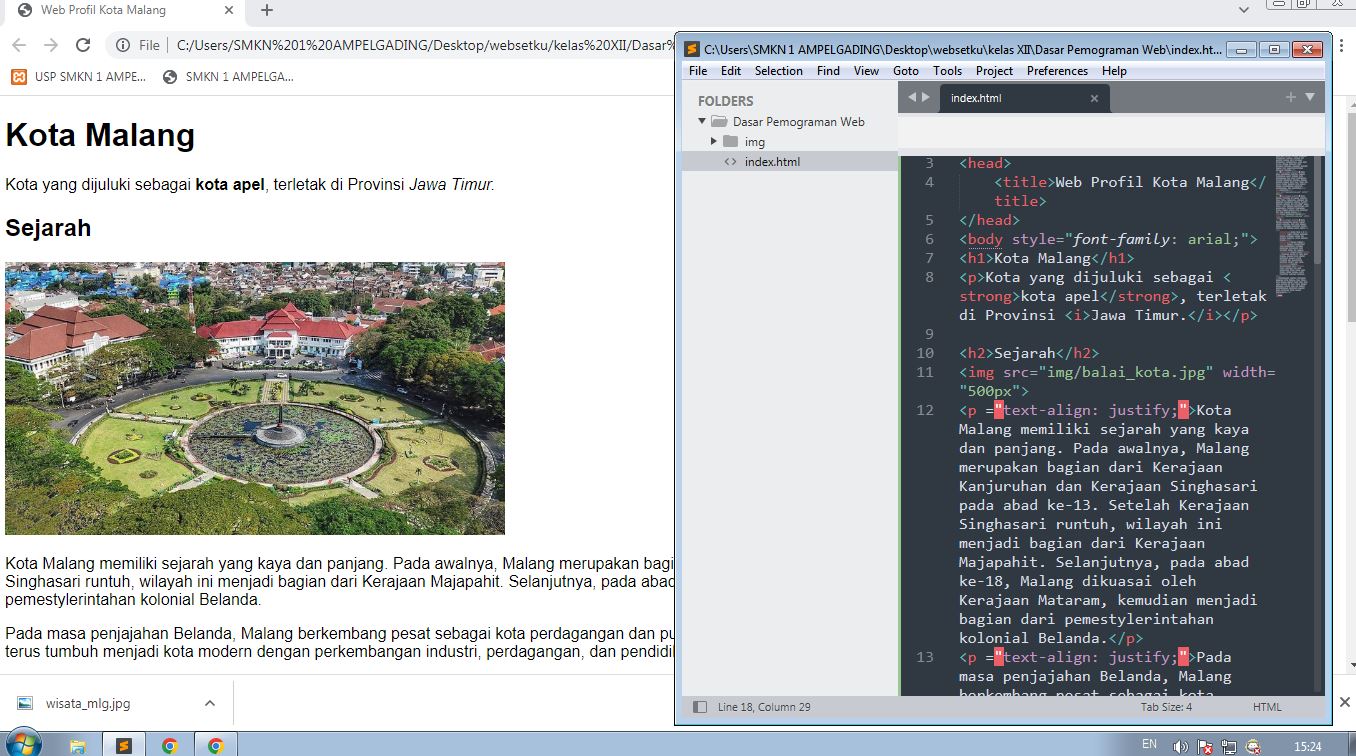 Web Profil Kota Malang
File C:/Users/SMKN%201%20AMPELGADING/Desktop/websetku/kelas%20XII/Dasar%
USP SMKN 1 AMPE... SMKN 1 AMPELGA...
Kota Malang
Kota yang dijuluki sebagai kota apel, terletak di Provinsi Jawa Timur.
Sejarah
Kota Malang memiliki sejarah yang kaya dan panjang. Pada awalnya, Malang merupakan bagi
Singhasari runtuh, wilayah ini menjadi bagian dari Kerajaan Majapahit. Selanjutnya, pada abad
pemestylerintahan kolonial Belanda.
Pada masa penjajahan Belanda, Malang berkembang pesat sebagai kota perdagangan dan pu
terus tumbuh menjadi kota modern dengan perkembangan industri, perdagangan, dan pendidil
wisata_mlg.jpg
C:\Users\SMKN 1 AMPELGADING\Desktop\websetku\kelas XII\Dasar Pemograman Web\index.ht...
File Edit Selection Find View Goto Tools Project Preferences Help
FOLDERS
Dasar Pemograman Web
img
index.html
index.html
3 <head>
4 <title>Web Profil Kota Malang</
title>
5 </head>
6 <body style="font-family: arial;">
7 <h1>Kota Malang</h1>
8 <p>Kota yang dijuluki sebagai <
strong>kota apel</strong>, terletak
di Provinsi <i>Jawa Timur.</i></p>
9
10 <h2>Sejarah</h2>
11 <img src="img/balai_kota.jpg" width=
"500px">
12 <p ="text-align: justify;">Kota
Malang memiliki sejarah yang kaya
dan panjang. Pada awalnya, Malang
merupakan bagian dari Kerajaan
Kanjuruhan dan Kerajaan Singhasari
pada abad ke-13. Setelah Kerajaan
Singhasari runtuh, wilayah ini
menjadi bagian dari Kerajaan
Majapahit. Selanjutnya, pada abad
ke-18, Malang dikuasai oleh
Kerajaan Mataram, kemudian menjadi
bagian dari pemestylerintahan
kolonial Belanda.</p>
13 <p ="text-align: justify;">Pada
masa penjajahan Belanda, Malang
berkembang pesat sebagai kota
Line 18, Column 29 Tab Size: 4 HTML
EN 15:24